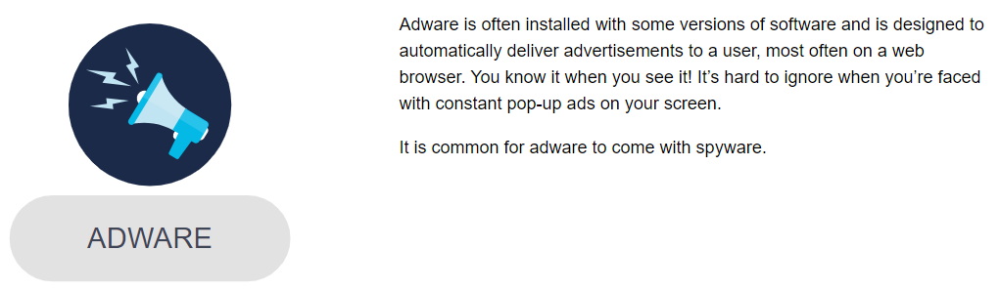 Adware is often installed with some versions of software and is designed to
automatically deliver advertisements to a user, most often on a web
browser. You know it when you see it! It’s hard to ignore when you’re faced
with constant pop-up ads on your screen.
It is common for adware to come with spyware.
ADWARE